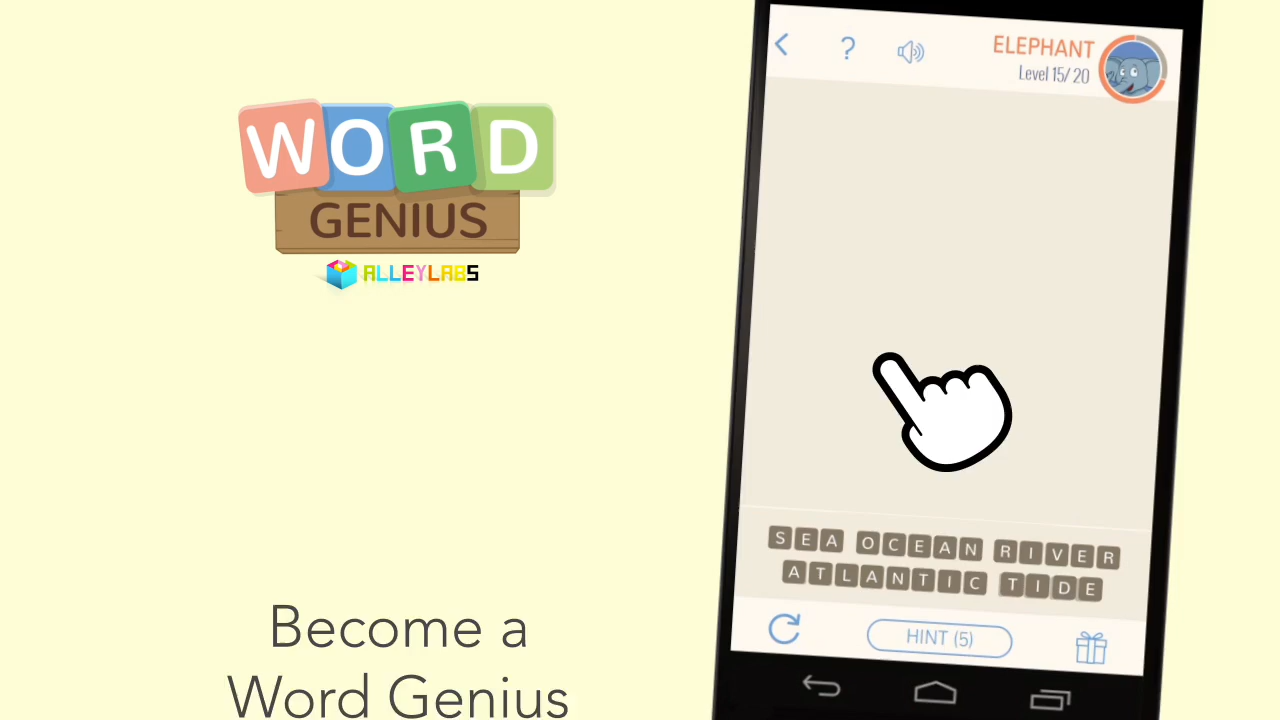 WORD
GENIUS
ALLEYLABS
Become a
Word Genius
?
ELEPHANT
Level 15/ 20
SEA OCEAN RIVER
ATLANTIC TIDE
HINT (5)